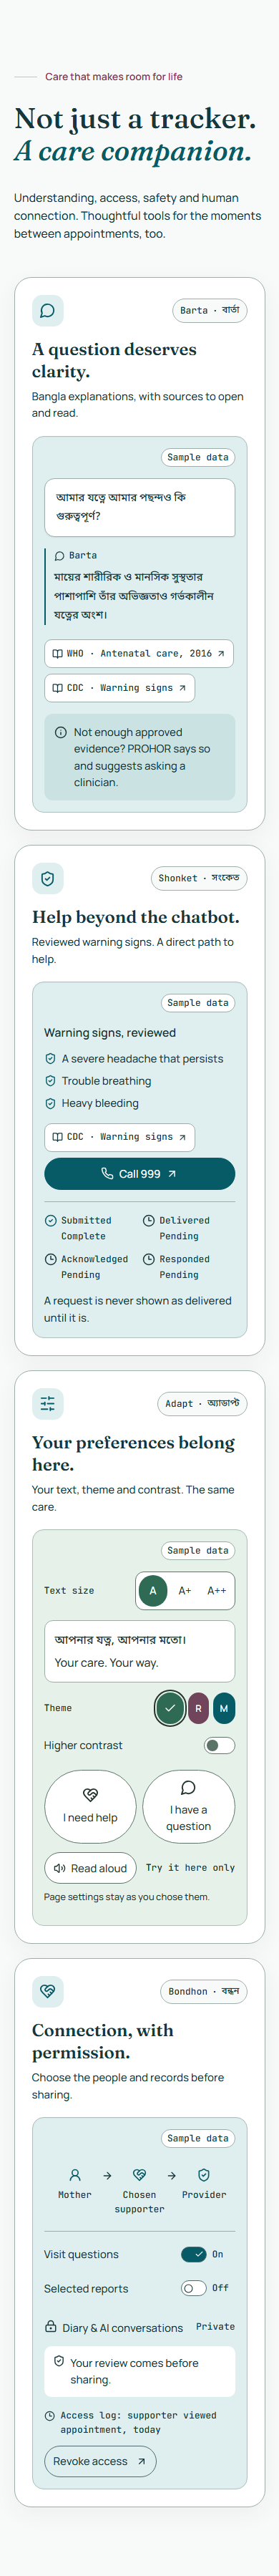 Care that makes room for life
Not just a tracker.
A care companion.
Understanding, access, safety and human
connection. Thoughtful tools for the moments
between appointments, too.
Barta · বার্তা
A question deserves
clarity.
Bangla explanations, with sources to open
and read.
Sample data
আমার যত্নে আমার পছন্দও কি
গুরুত্বপূর্ণ?
Barta
মায়ের শারীরিক ও মানসিক সুস্থতার
পাশাপাশি তাঁর অভিজ্ঞতাও গর্ভকালীন
যত্নের অংশ।
WHO · Antenatal care, 2016
CDC · Warning signs
Not enough approved
evidence? PROHOR says so
and suggests asking a
clinician.
Shonket · সংকেত
Help beyond the chatbot.
Reviewed warning signs. A direct path to
help.
Sample data
Warning signs, reviewed
A severe headache that persists
Trouble breathing
Heavy bleeding
CDC · Warning signs
Call 999
Submitted Delivered
Complete Pending
Acknowledged Responded
Pending Pending
A request is never shown as delivered
until it is.
Adapt · অ্যাডাপ্ট
Your preferences belong
here.
Your text, theme and contrast. The same
care.
Sample data
Text size A A+ A++
আপনার যত্ন, আপনার মতো।
Your care. Your way.
Theme R M
Higher contrast
I need help
I have a
question
Read aloud Try it here only
Page settings stay as you chose them.
Bondhon · বন্ধন
Connection, with
permission.
Choose the people and records before
sharing.
Sample data
Mother Chosen Provider
supporter
Visit questions On
Selected reports Off
Diary & AI conversations Private
Your review comes before
sharing.
Access log: supporter viewed
appointment, today
Revoke access